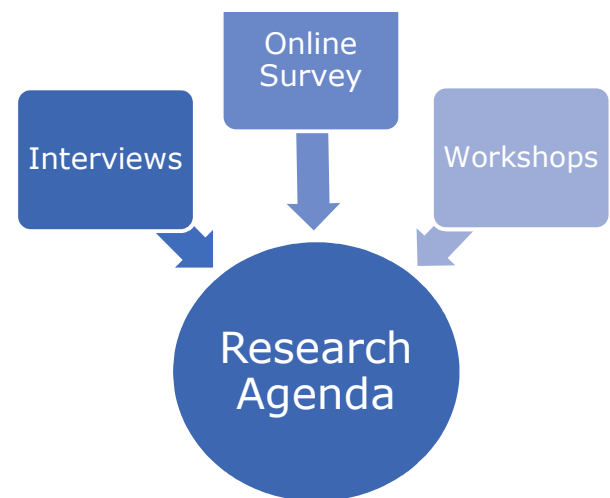 Online
Survey
Interviews
Workshops
Research
Agenda